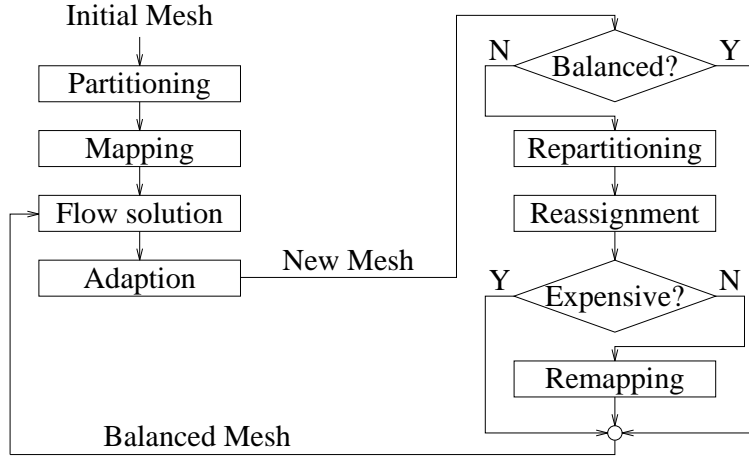 Initial Mesh
Partitioning
Mapping
Flow solution
Adaption
New Mesh
Balanced?
N
Y
Repartitioning
Reassignment
Expensive?
Y
N
Remapping
Balanced Mesh